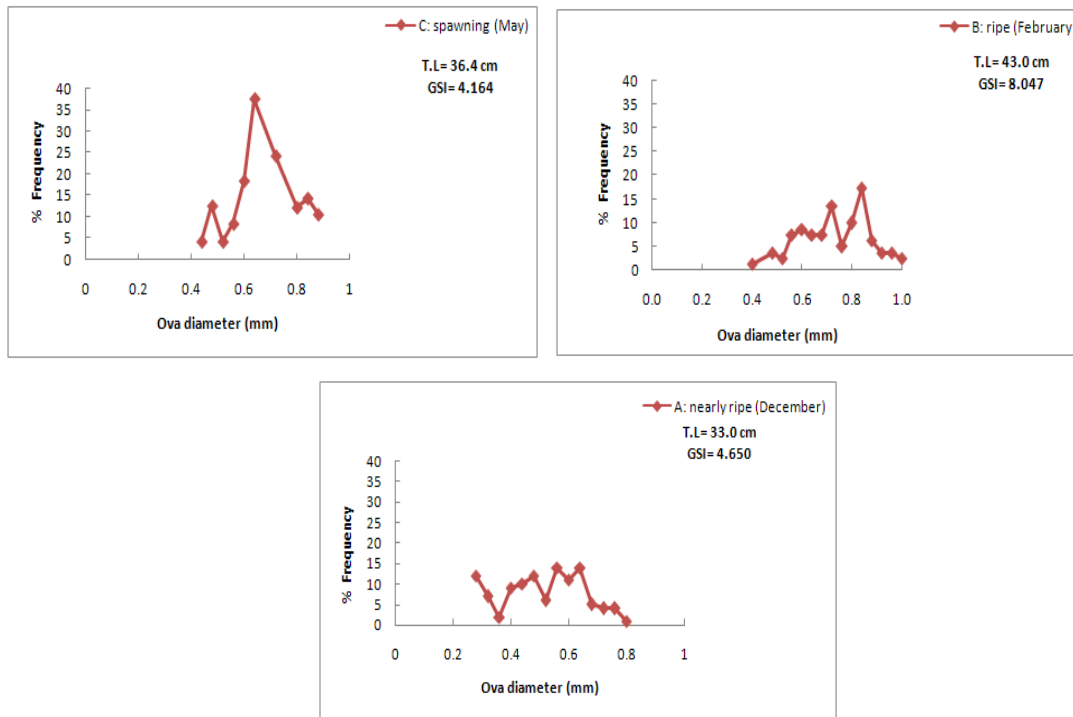 C: spawning (May)
T.L= 36.4 cm
GSI= 4.164
40
35
30
25
20
15
10
5
0
% Frequency
0 0.2 0.4 0.6 0.8 1
Ova diameter (mm)
B: ripe (February
T.L= 43.0 cm
GSI= 8.047
40
35
30
25
20
15
10
5
0
% Frequency
0.0 0.2 0.4 0.6 0.8 1.0
Ova diameter (mm)
A: nearly ripe (December)
T.L= 33.0 cm
GSI= 4.650
40
35
30
25
20
15
10
5
0
% Frequency
0 0.2 0.4 0.6 0.8 1
Ova diameter (mm)